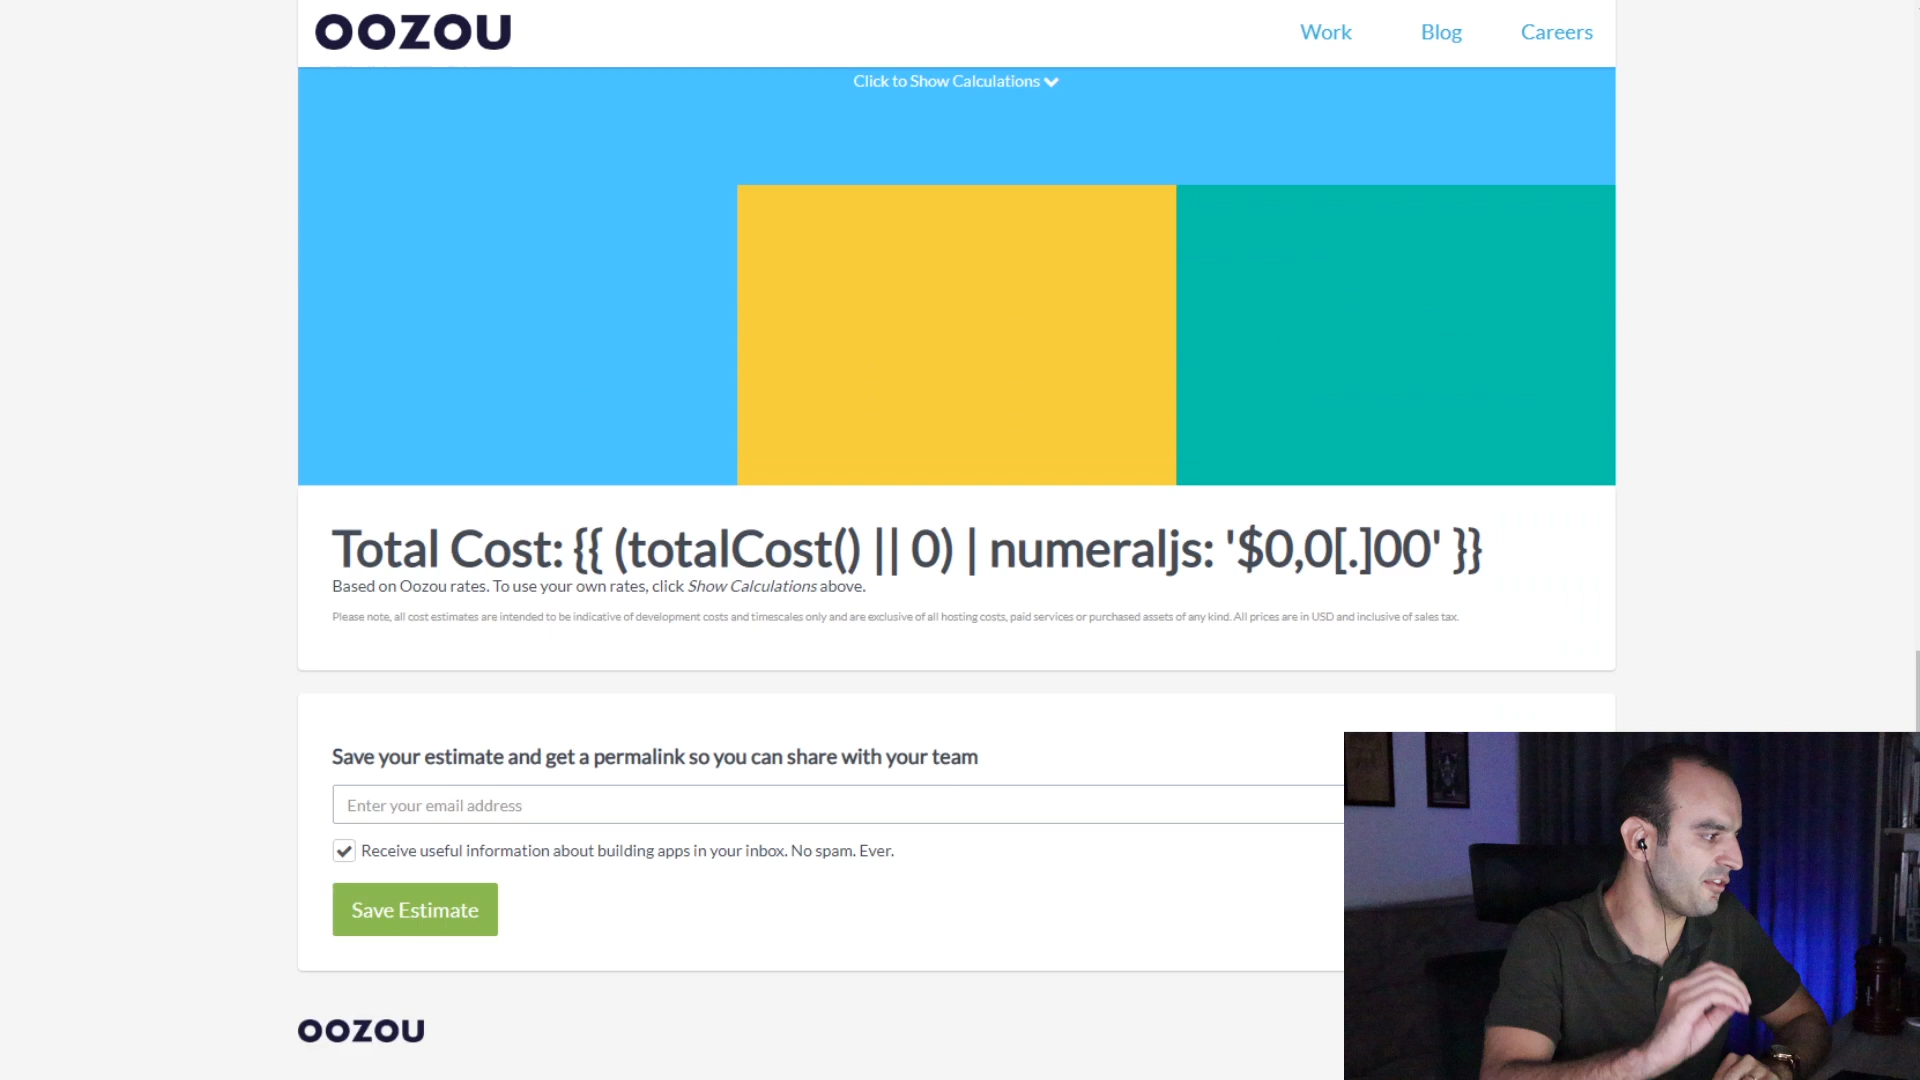 OOZOU
Work
Blog
Careers
Click to Show Calculations
Total Cost: {{ (totalCost() || 0) | numeraljs: '$0,0[.]00' }}
Based on Oozou rates. To use your own rates, click Show Calculations above.
Please note, all cost estimates are intended to be indicative of development costs and timescales only and are exclusive of all hosting costs, paid services or purchased assets of any kind. All prices are in USD and inclusive of sales tax.
Save your estimate and get a permalink so you can share with your team
Enter your email address
Receive useful information about building apps in your inbox. No spam. Ever.
Save Estimate
OOZOU